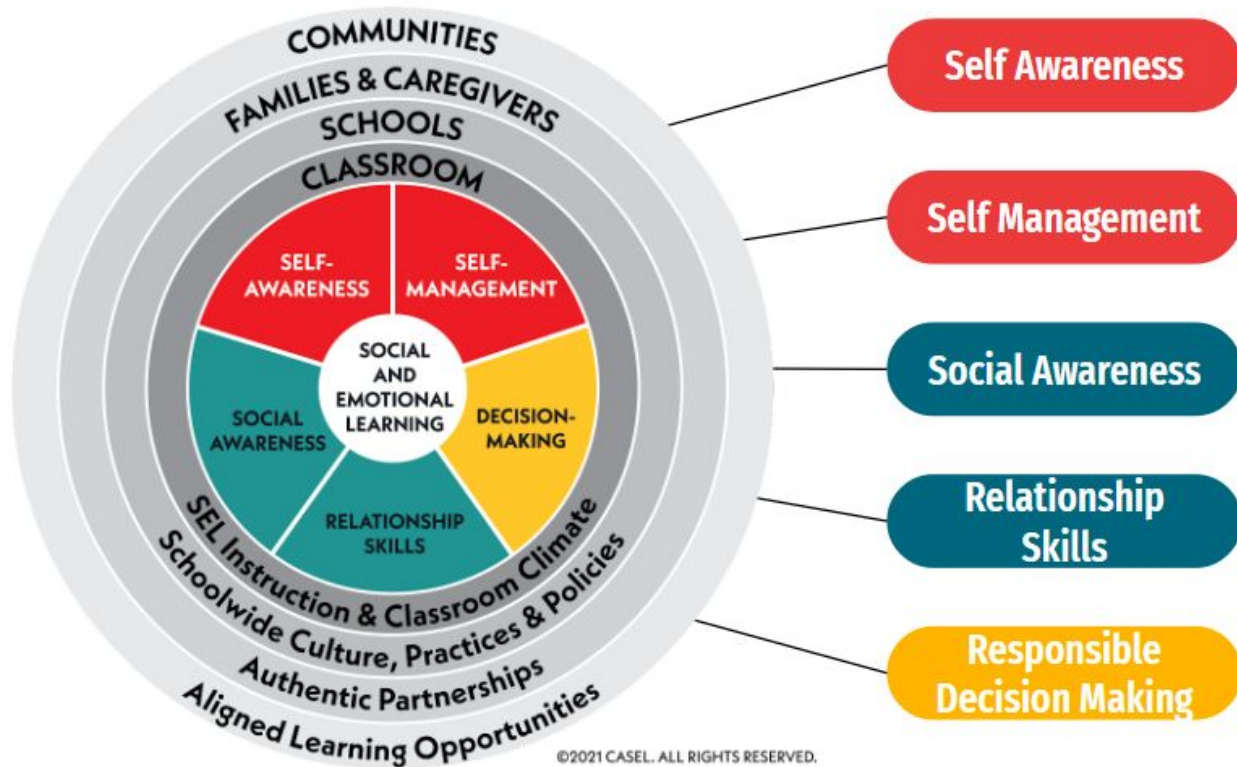 COMMUNITIES
FAMILIES & CAREGIVERS
SCHOOLS
CLASSROOM
SELF-
AWARENESS
SELF-
MANAGEMENT
SOCIAL
AND
EMOTIONAL
LEARNING
SOCIAL
AWARENESS
DECISION-
MAKING
RELATIONSHIP
SKILLS
SEL Instruction & Classroom Climate
Schoolwide Culture, Practices & Policies
Authentic Partnerships
Aligned Learning Opportunities
©2021 CASEL. ALL RIGHTS RESERVED.
Self Awareness
Self Management
Social Awareness
Relationship
Skills
Responsible
Decision Making